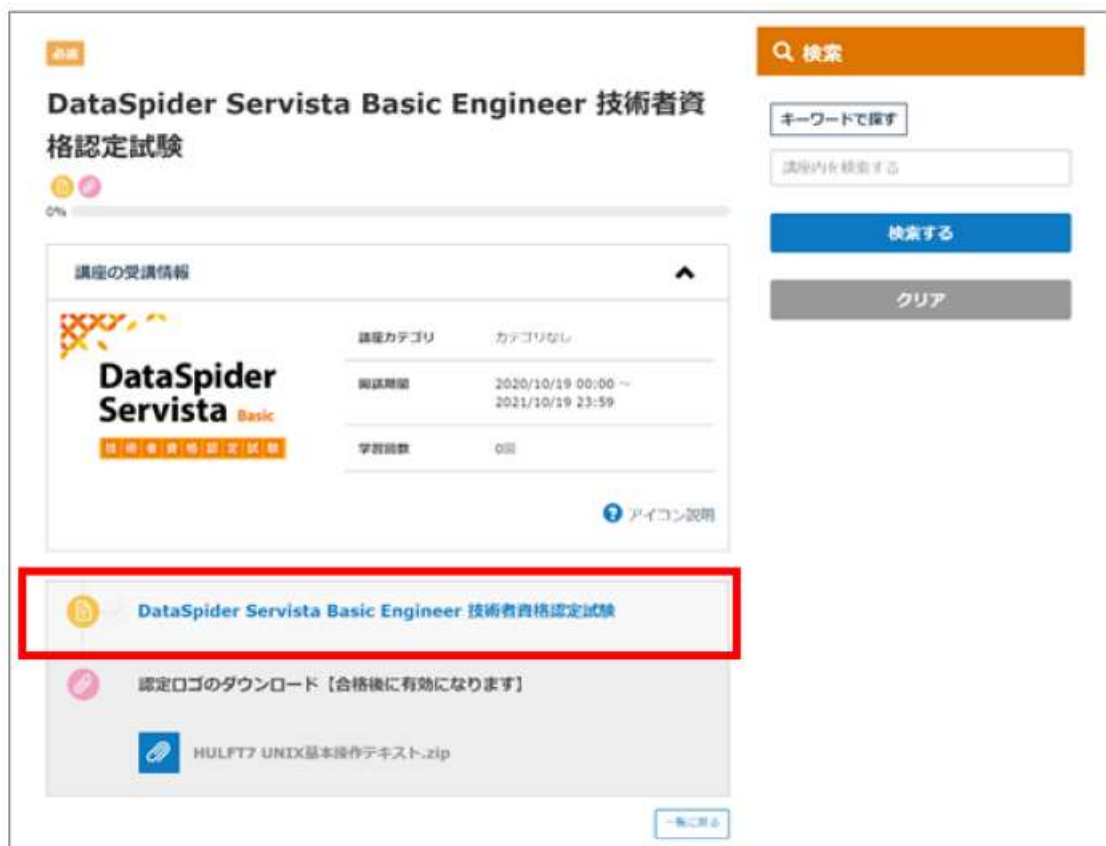 必須
DataSpider Servista Basic Engineer 技術者資
格認定試験
0%
講座の受講情報
DataSpider
Servista Basic
技術者資格認定試験
講座カテゴリ
カテゴリなし
開講期間
2020/10/19 00:00 ～
2021/10/19 23:59
学習回数
0回
アイコン説明
DataSpider Servista Basic Engineer 技術者資格認定試験
認定ロゴのダウンロード【合格後に有効になります】
HULFT7 UNIX基本操作テキスト.zip
一覧に戻る
検索
キーワードで探す
講座内を検索する
検索する
クリア